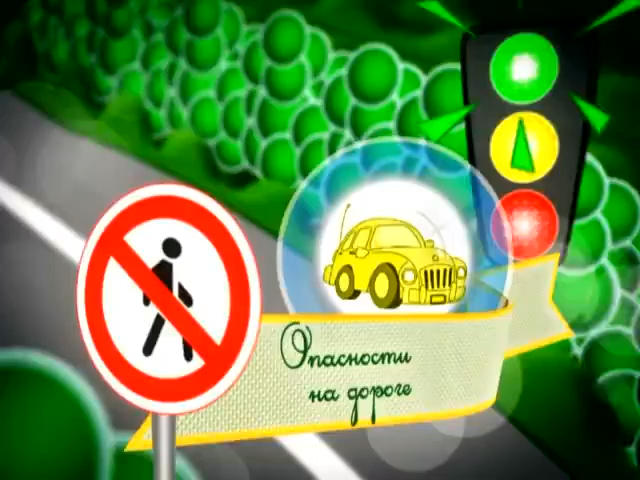 Опасности
на дороге